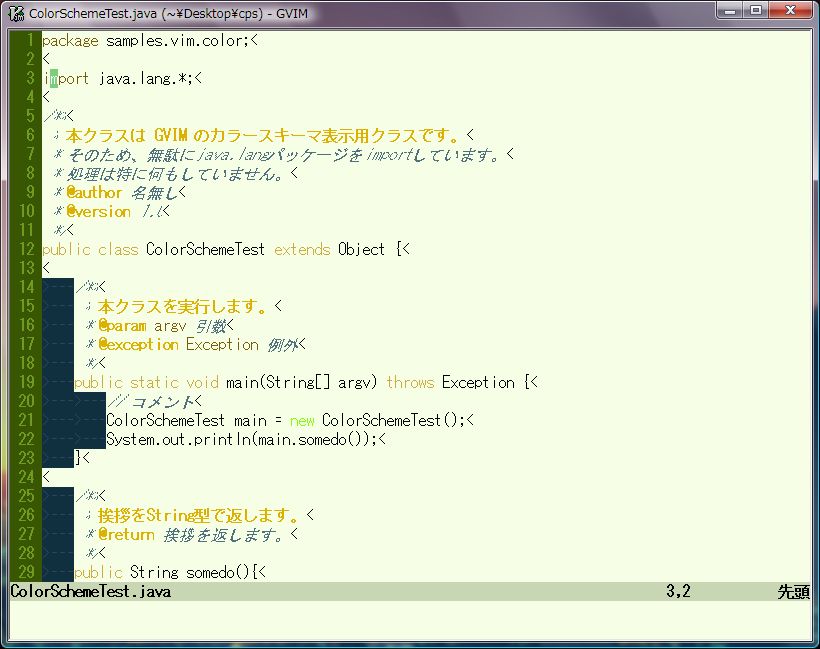 ColorSchemeTest.java (~¥Desktop¥cps) - GVIM
1 package samples.vim.color;<
2 <
3 import java.lang.*;<
4 <
5 /**<
6 * 本クラスは GVIM のカラースキーマ表示用クラスです。<
7 * そのため、無駄にjava.langパッケージをimportしています。<
8 * 処理は特に何もしていません。<
9 * @author 名無し<
10 * @version 1.0<
11 */<
12 public class ColorSchemeTest extends Object {<
13 <
14 >---/**<
15 >--- * 本クラスを実行します。<
16 >--- * @param argv 引数<
17 >--- * @exception Exception 例外<
18 >--- */<
19 >---public static void main(String[] argv) throws Exception {<
20 >--->---// コメント<
21 >--->---ColorSchemeTest main = new ColorSchemeTest();<
22 >--->---System.out.println(main.somedo());<
23 >---}<
24 <
25 >---/**<
26 >--- * 挨拶をString型で返します。<
27 >--- * @return 挨拶を返します。<
28 >--- */<
29 >---public String somedo(){<
ColorSchemeTest.java 3,2 先頭